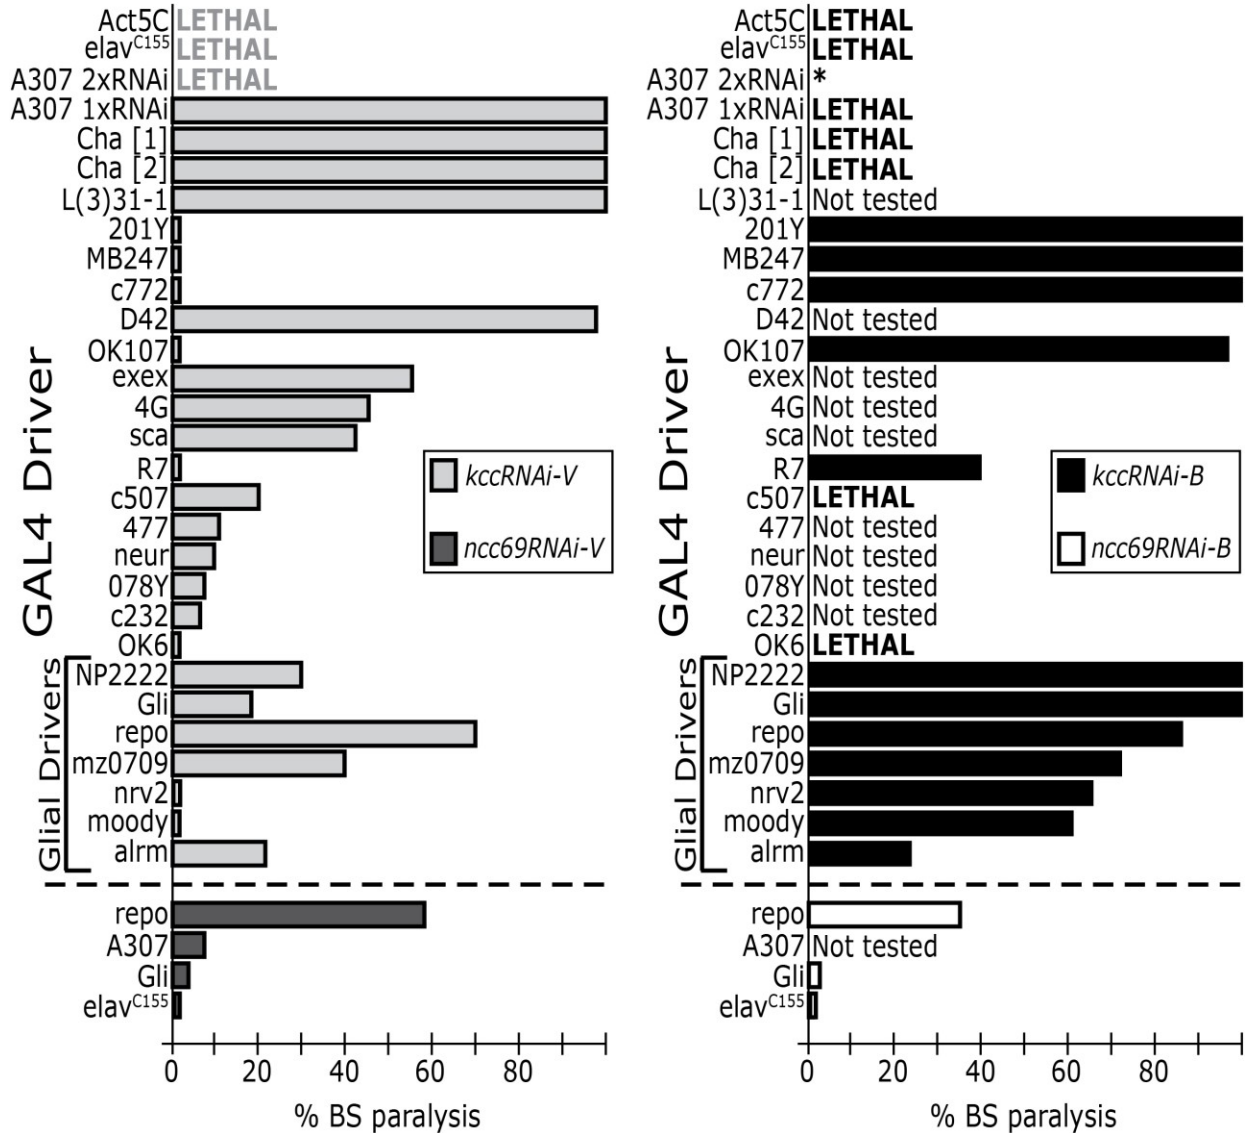 Act5C LETHAL
elavC155 LETHAL
A307 2xRNAi LETHAL
A307 1xRNAi
Cha [1]
Cha [2]
L(3)31-1
201Y
MB247
c772
D42
OK107
exex
4G
sca
R7
c507
477
neur
078Y
c232
OK6
NP2222
Gli
repo
mz0709
nrv2
moody
alrm
repo
A307
Gli
elavC155
GAL4 Driver
Glial Drivers
kccRNAi-V
ncc69RNAi-V
0 20 40 60 80
% BS paralysis
Act5C LETHAL
elavC155 LETHAL
A307 2xRNAi *
A307 1xRNAi LETHAL
Cha [1] LETHAL
Cha [2] LETHAL
L(3)31-1 Not tested
201Y
MB247
c772
D42 Not tested
OK107
exex Not tested
4G Not tested
sca Not tested
R7
c507 LETHAL
477 Not tested
neur Not tested
078Y Not tested
c232 Not tested
OK6 LETHAL
NP2222
Gli
repo
mz0709
nrv2
moody
alrm
repo
A307 Not tested
Gli
elavC155
GAL4 Driver
Glial Drivers
kccRNAi-B
ncc69RNAi-B
0 20 40 60 80
% BS paralysis